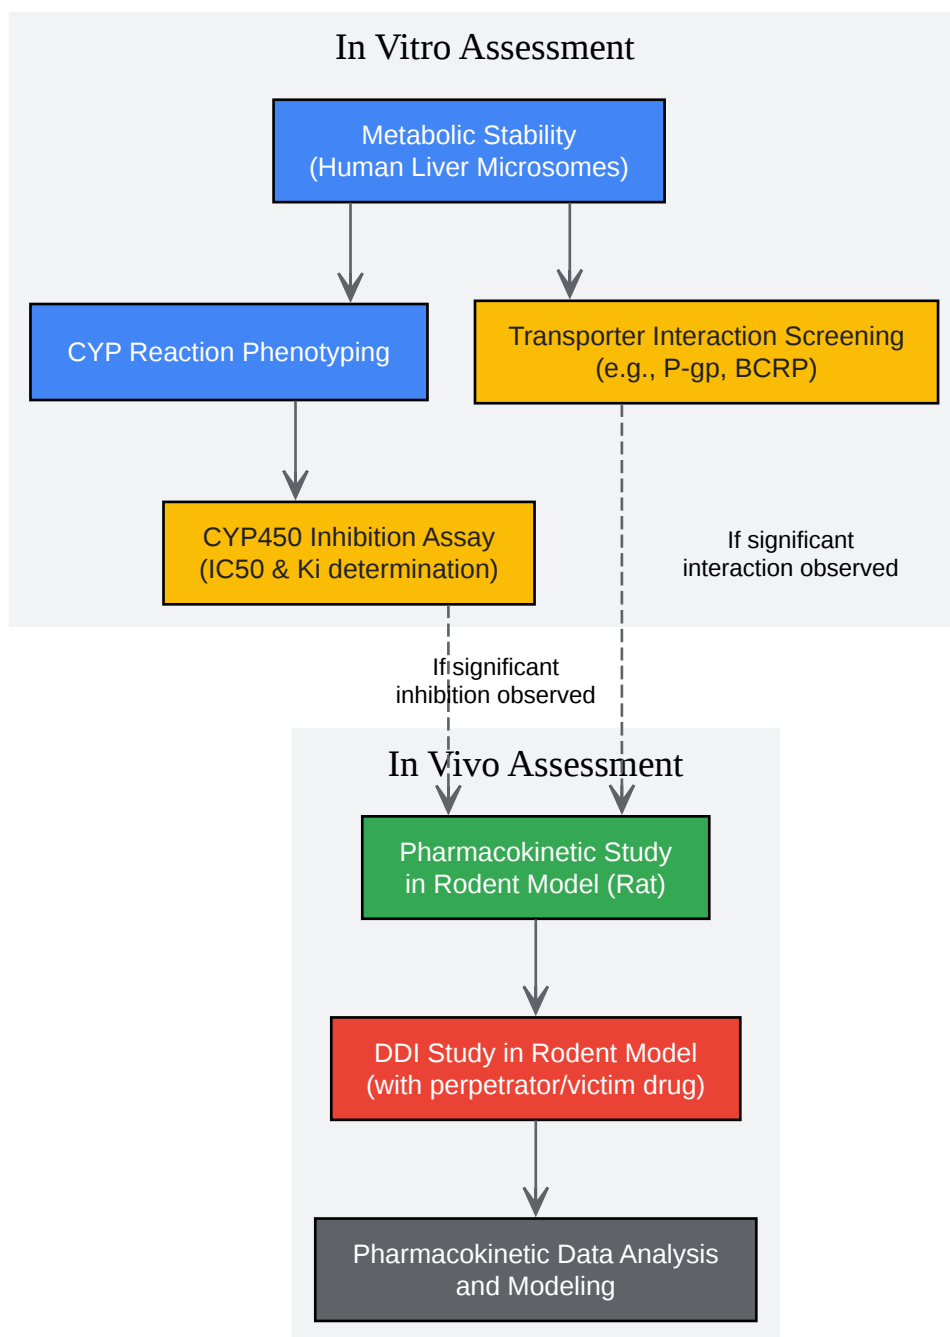 In Vitro Assessment
Metabolic Stability
(Human Liver Microsomes)
CYP Reaction Phenotyping
Transporter Interaction Screening
(e.g., P-gp, BCRP)
CYP450 Inhibition Assay
(IC50 & Ki determination)
If significant
interaction observed
If significant
inhibition observed
In Vivo Assessment
Pharmacokinetic Study
in Rodent Model (Rat)
DDI Study in Rodent Model
(with perpetrator/victim drug)
Pharmacokinetic Data Analysis
and Modeling